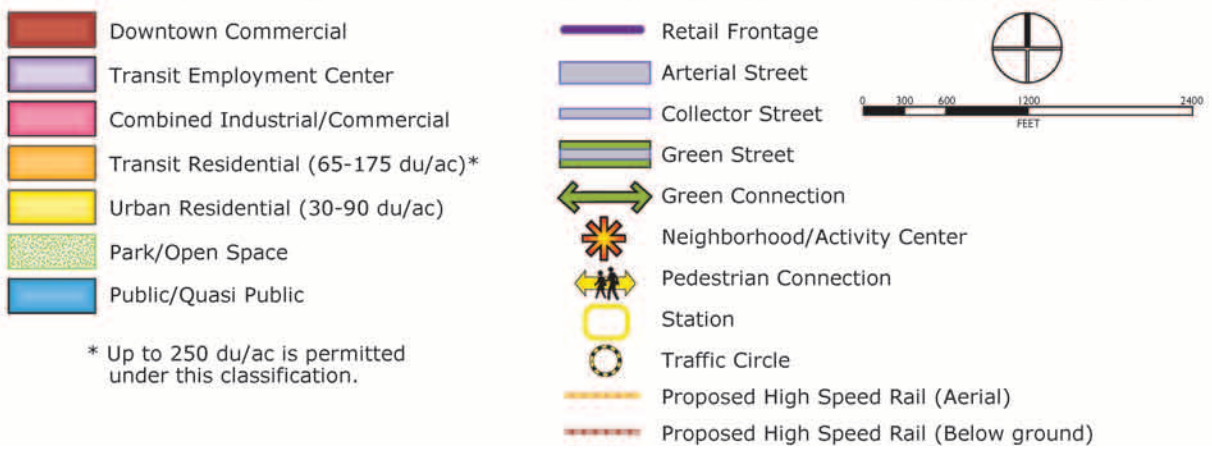 Downtown Commercial
Transit Employment Center
Combined Industrial/Commercial
Transit Residential (65-175 du/ac)*
Urban Residential (30-90 du/ac)
Park/Open Space
Public/Quasi Public
* Up to 250 du/ac is permitted
under this classification.
Retail Frontage
Arterial Street
Collector Street
Green Street
Green Connection
Neighborhood/Activity Center
Pedestrian Connection
Station
Traffic Circle
Proposed High Speed Rail (Aerial)
Proposed High Speed Rail (Below ground)
0 300 600 1200 2400
FEET